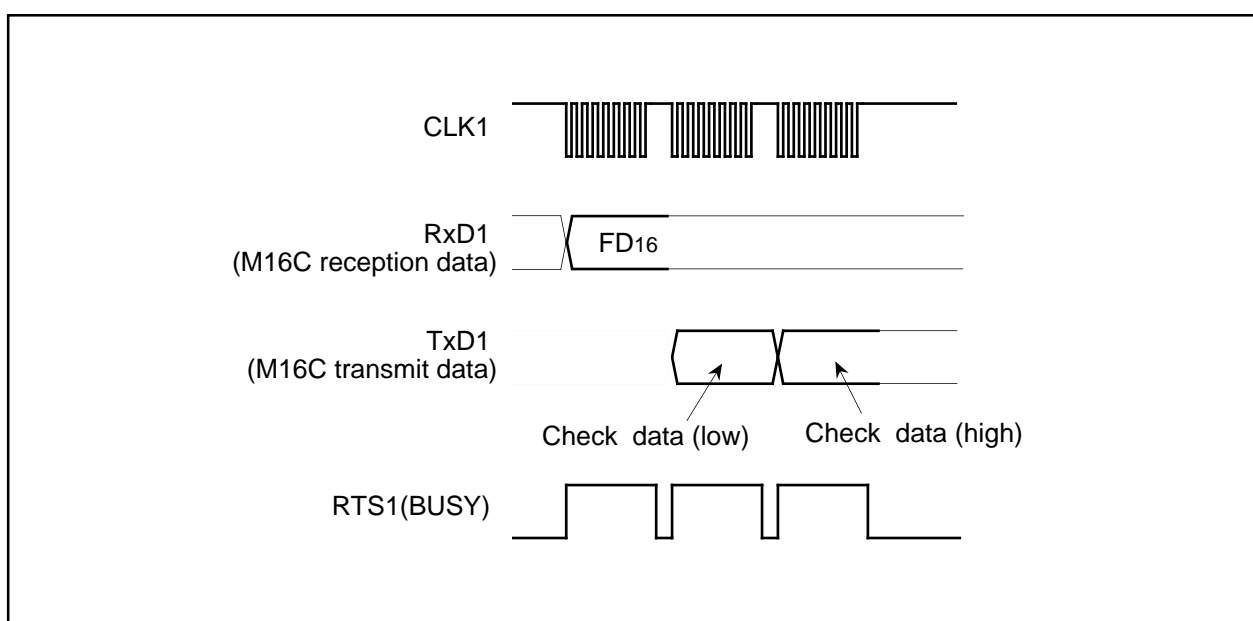 CLK1
RxD1
(M16C reception data)
FD16
TxD1
(M16C transmit data)
Check data (low)
Check data (high)
RTS1(BUSY)